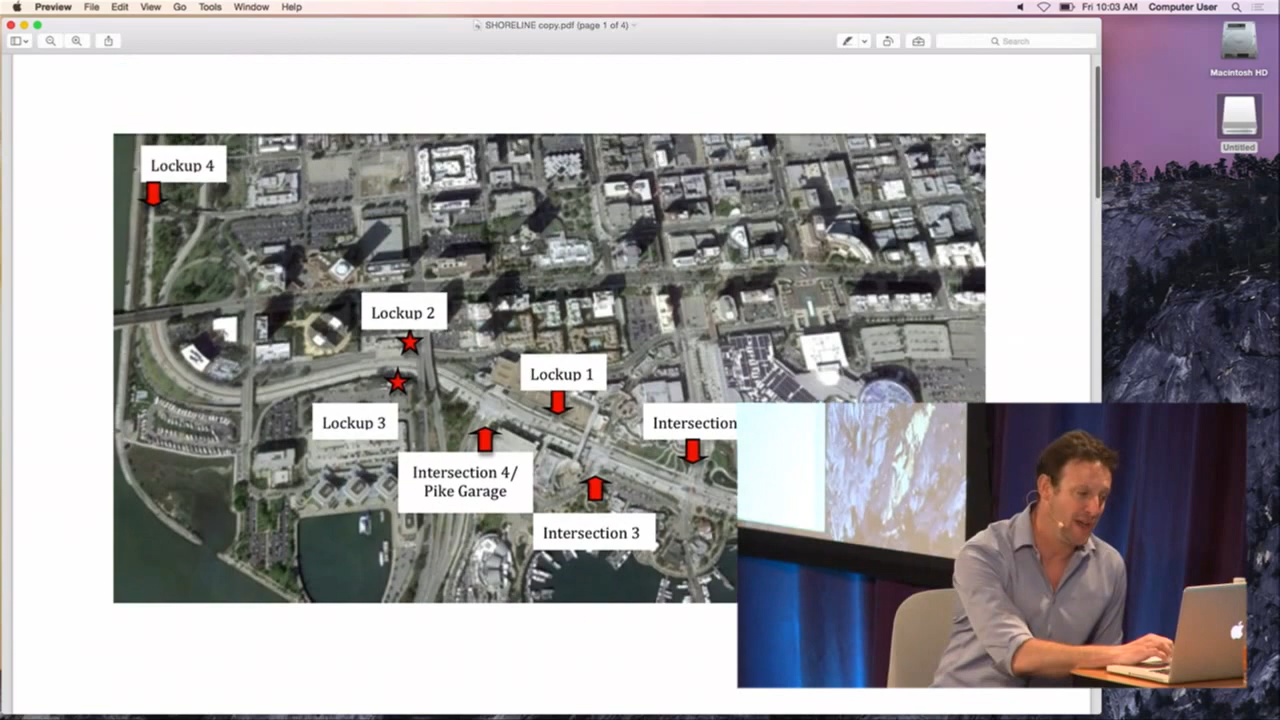 Preview File Edit View Go Tools Window Help
Fri 10:03 AM Computer User
SHORELINE copy.pdf (page 1 of 4)
Search
Macintosh HD
Untitled
Lockup 4
Lockup 2
Lockup 1
Lockup 3
Intersection
Intersection 4/
Pike Garage
Intersection 3